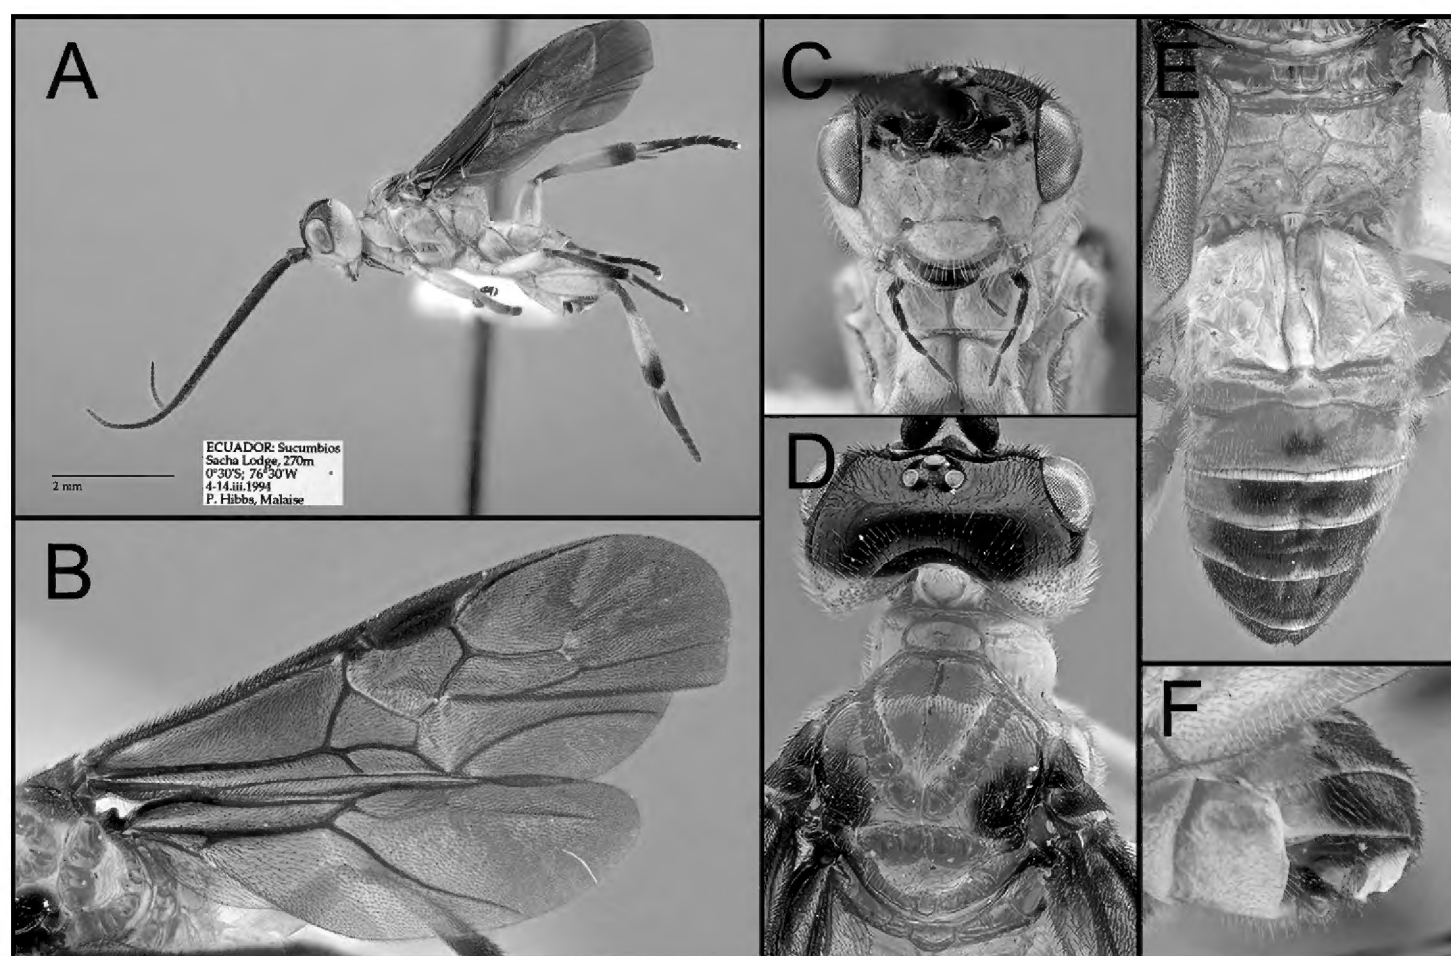 A
2 mm
ECUADOR: Sucumbios
Sacha Lodge, 270m
0°30'S; 76°30'W
4-14.iii.1994
P. Hibbs, Malaise
B
C
D
E
F